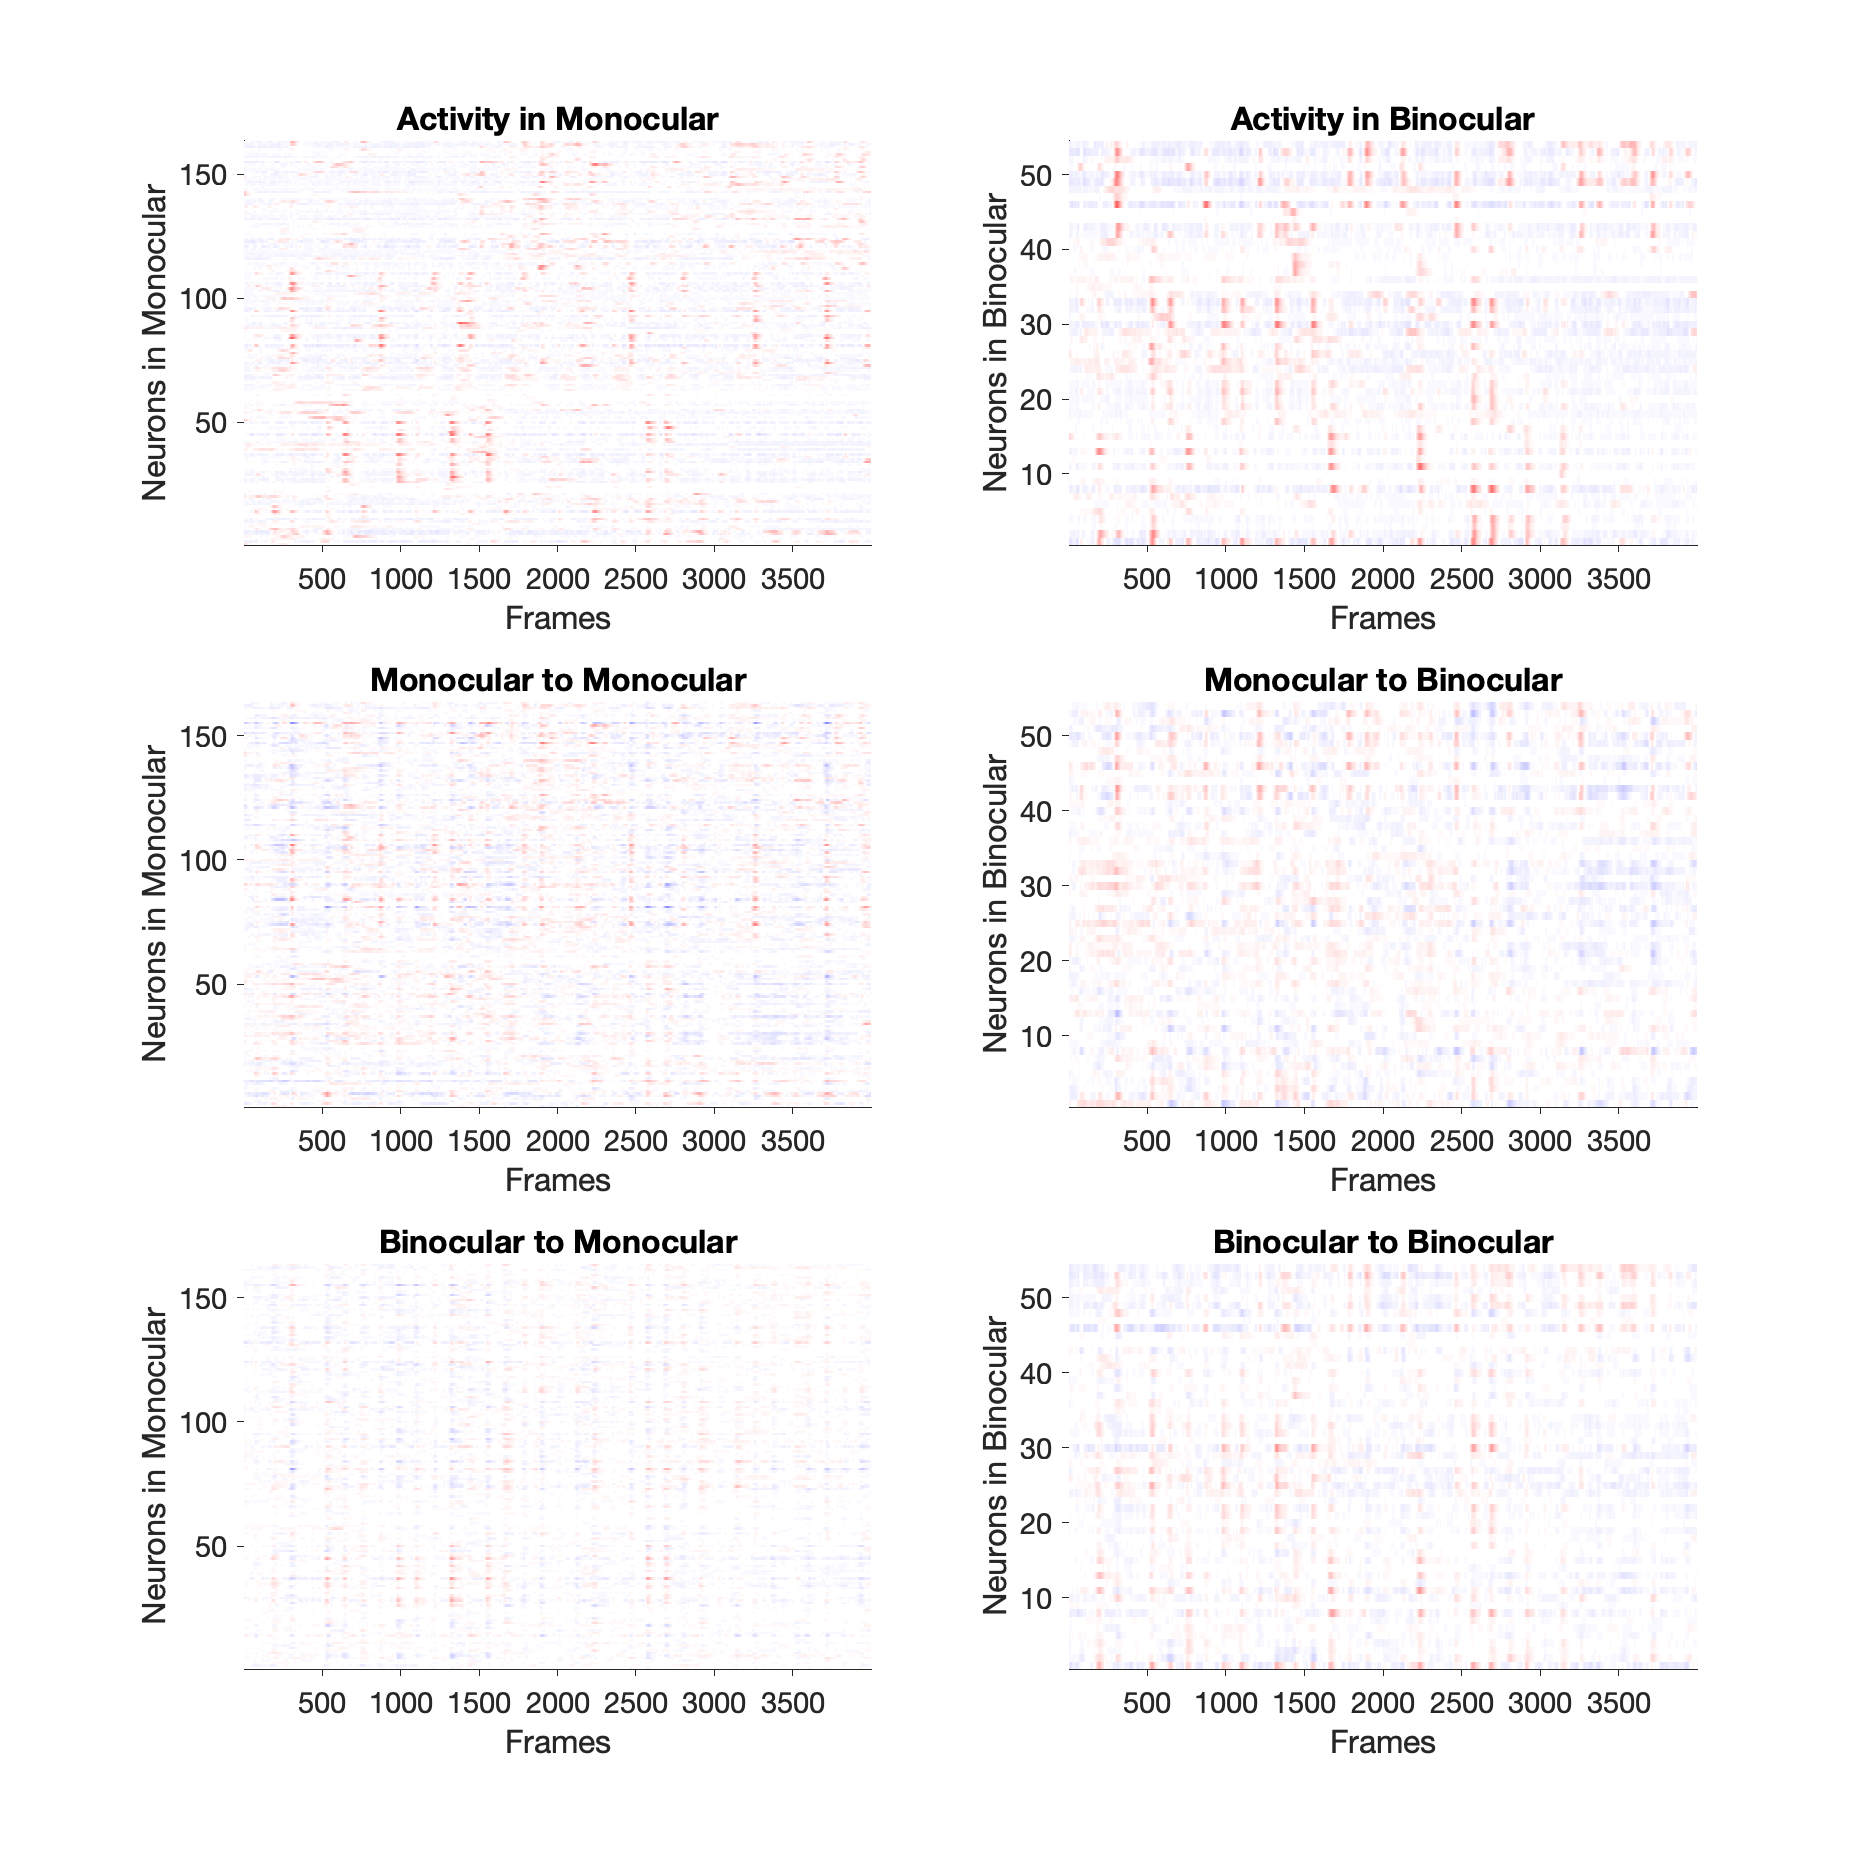 Activity in Monocular
Neurons in Monocular
150
100
50
500 1000 1500 2000 2500 3000 3500
Frames
Activity in Binocular
Neurons in Binocular
50
40
30
20
10
500 1000 1500 2000 2500 3000 3500
Frames
Monocular to Monocular
Neurons in Monocular
150
100
50
500 1000 1500 2000 2500 3000 3500
Frames
Monocular to Binocular
Neurons in Binocular
50
40
30
20
10
500 1000 1500 2000 2500 3000 3500
Frames
Binocular to Monocular
Neurons in Monocular
150
100
50
500 1000 1500 2000 2500 3000 3500
Frames
Binocular to Binocular
Neurons in Binocular
50
40
30
20
10
500 1000 1500 2000 2500 3000 3500
Frames